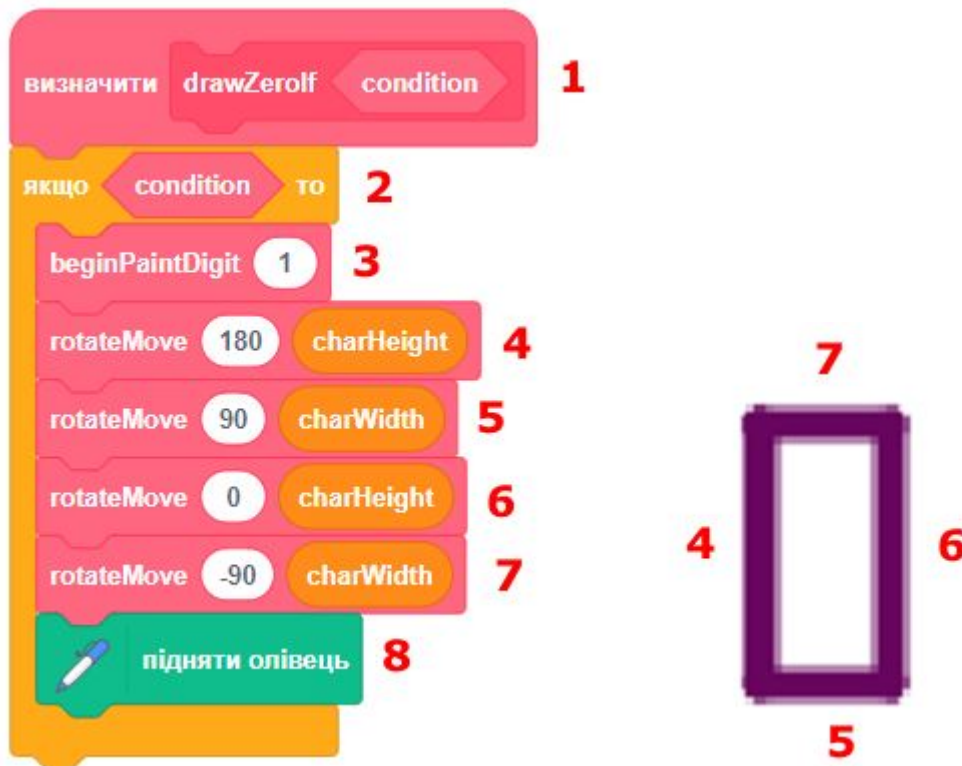 визначити drawZeroIf condition 1
якщо condition то 2
beginPaintDigit 1 3
rotateMove 180 charHeight 4
rotateMove 90 charWidth 5
rotateMove 0 charHeight 6
rotateMove -90 charWidth 7
підняти олівець 8
7
4 6
5